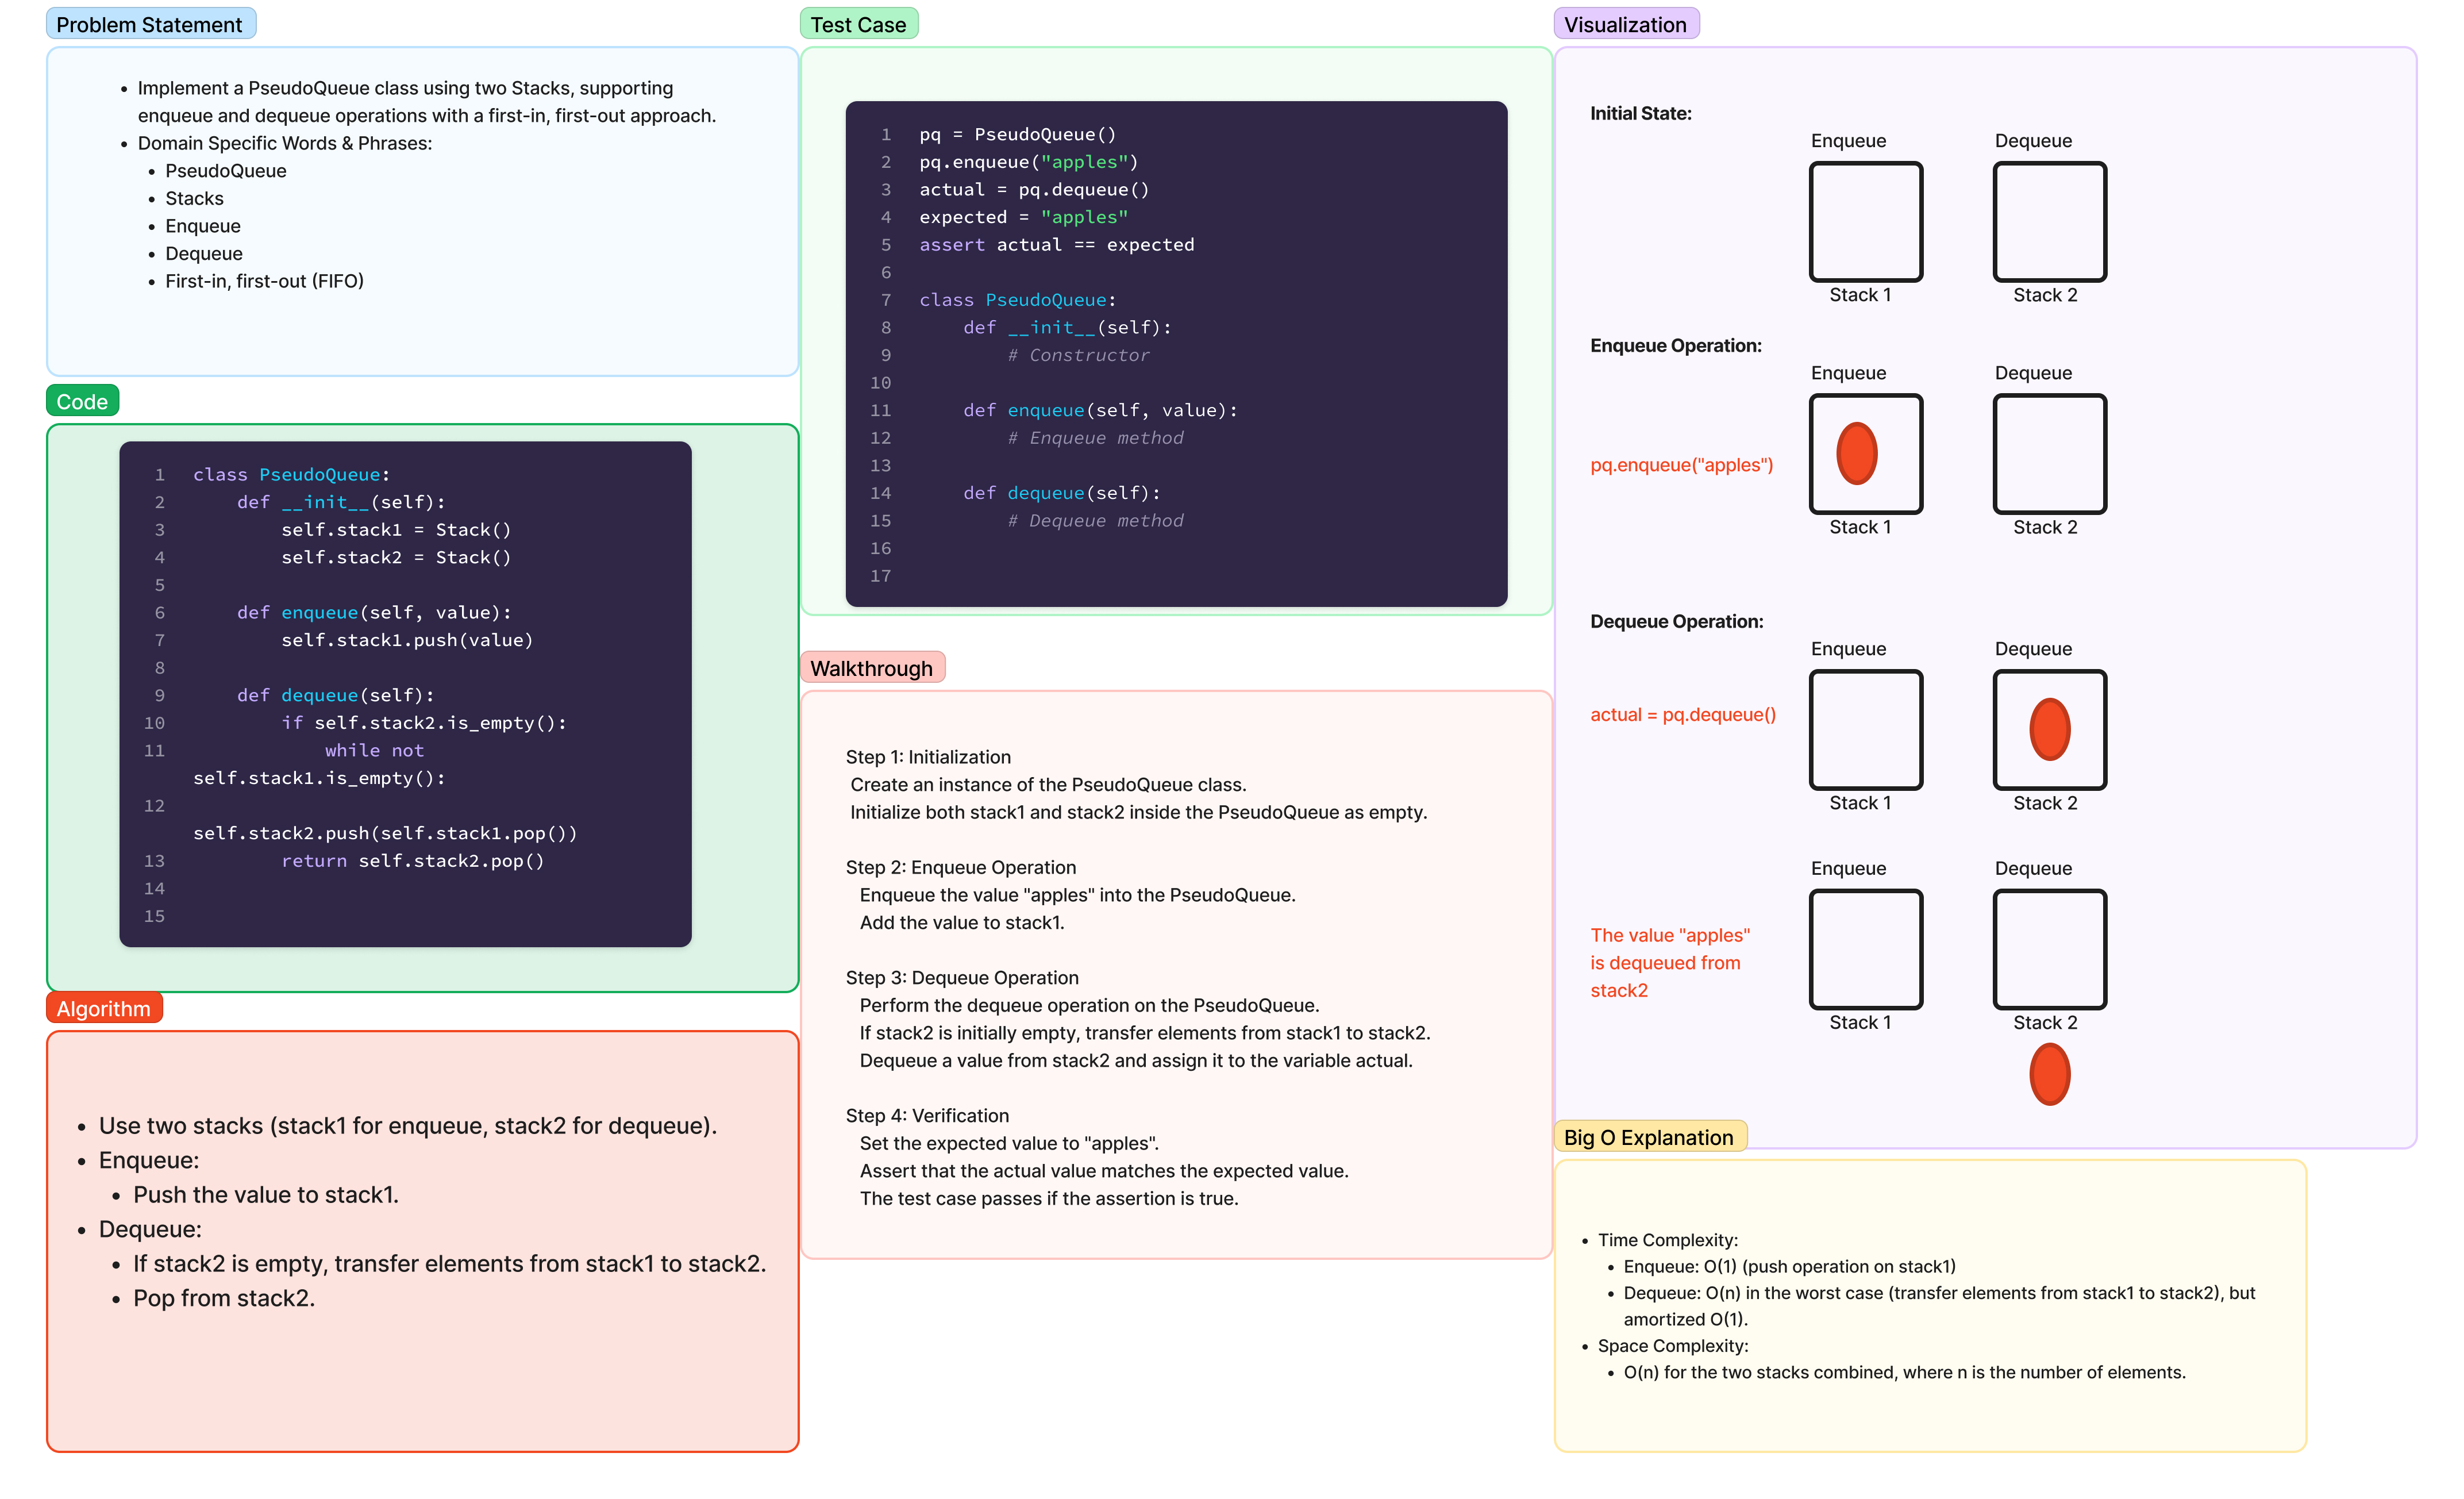 Problem Statement
Implement a PseudoQueue class using two Stacks, supporting
enqueue and dequeue operations with a first-in, first-out approach.
Domain Specific Words & Phrases:
PseudoQueue
Stacks
Enqueue
Dequeue
First-in, first-out (FIFO)
Code
1 class PseudoQueue:
2     def __init__(self):
3         self.stack1 = Stack()
4         self.stack2 = Stack()
5
6     def enqueue(self, value):
7         self.stack1.push(value)
8
9     def dequeue(self):
10         if self.stack2.is_empty():
11             while not
self.stack1.is_empty():
12
self.stack2.push(self.stack1.pop())
13         return self.stack2.pop()
14
15
Algorithm
Use two stacks (stack1 for enqueue, stack2 for dequeue).
Enqueue:
Push the value to stack1.
Dequeue:
If stack2 is empty, transfer elements from stack1 to stack2.
Pop from stack2.
Test Case
1 pq = PseudoQueue()
2 pq.enqueue("apples")
3 actual = pq.dequeue()
4 expected = "apples"
5 assert actual == expected
6
7 class PseudoQueue:
8     def __init__(self):
9         # Constructor
10
11     def enqueue(self, value):
12         # Enqueue method
13
14     def dequeue(self):
15         # Dequeue method
16
17
Walkthrough
Step 1: Initialization
Create an instance of the PseudoQueue class.
Initialize both stack1 and stack2 inside the PseudoQueue as empty.
Step 2: Enqueue Operation
Enqueue the value "apples" into the PseudoQueue.
Add the value to stack1.
Step 3: Dequeue Operation
Perform the dequeue operation on the PseudoQueue.
If stack2 is initially empty, transfer elements from stack1 to stack2.
Dequeue a value from stack2 and assign it to the variable actual.
Step 4: Verification
Set the expected value to "apples".
Assert that the actual value matches the expected value.
The test case passes if the assertion is true.
Visualization
Initial State:
Enqueue Dequeue
Stack 1 Stack 2
Enqueue Operation:
Enqueue Dequeue
pq.enqueue("apples")
Stack 1 Stack 2
Dequeue Operation:
Enqueue Dequeue
actual = pq.dequeue()
Stack 1 Stack 2
Enqueue Dequeue
The value "apples"
is dequeued from
stack2
Stack 1 Stack 2
Big O Explanation
Time Complexity:
Enqueue: O(1) (push operation on stack1)
Dequeue: O(n) in the worst case (transfer elements from stack1 to stack2), but
amortized O(1).
Space Complexity:
O(n) for the two stacks combined, where n is the number of elements.